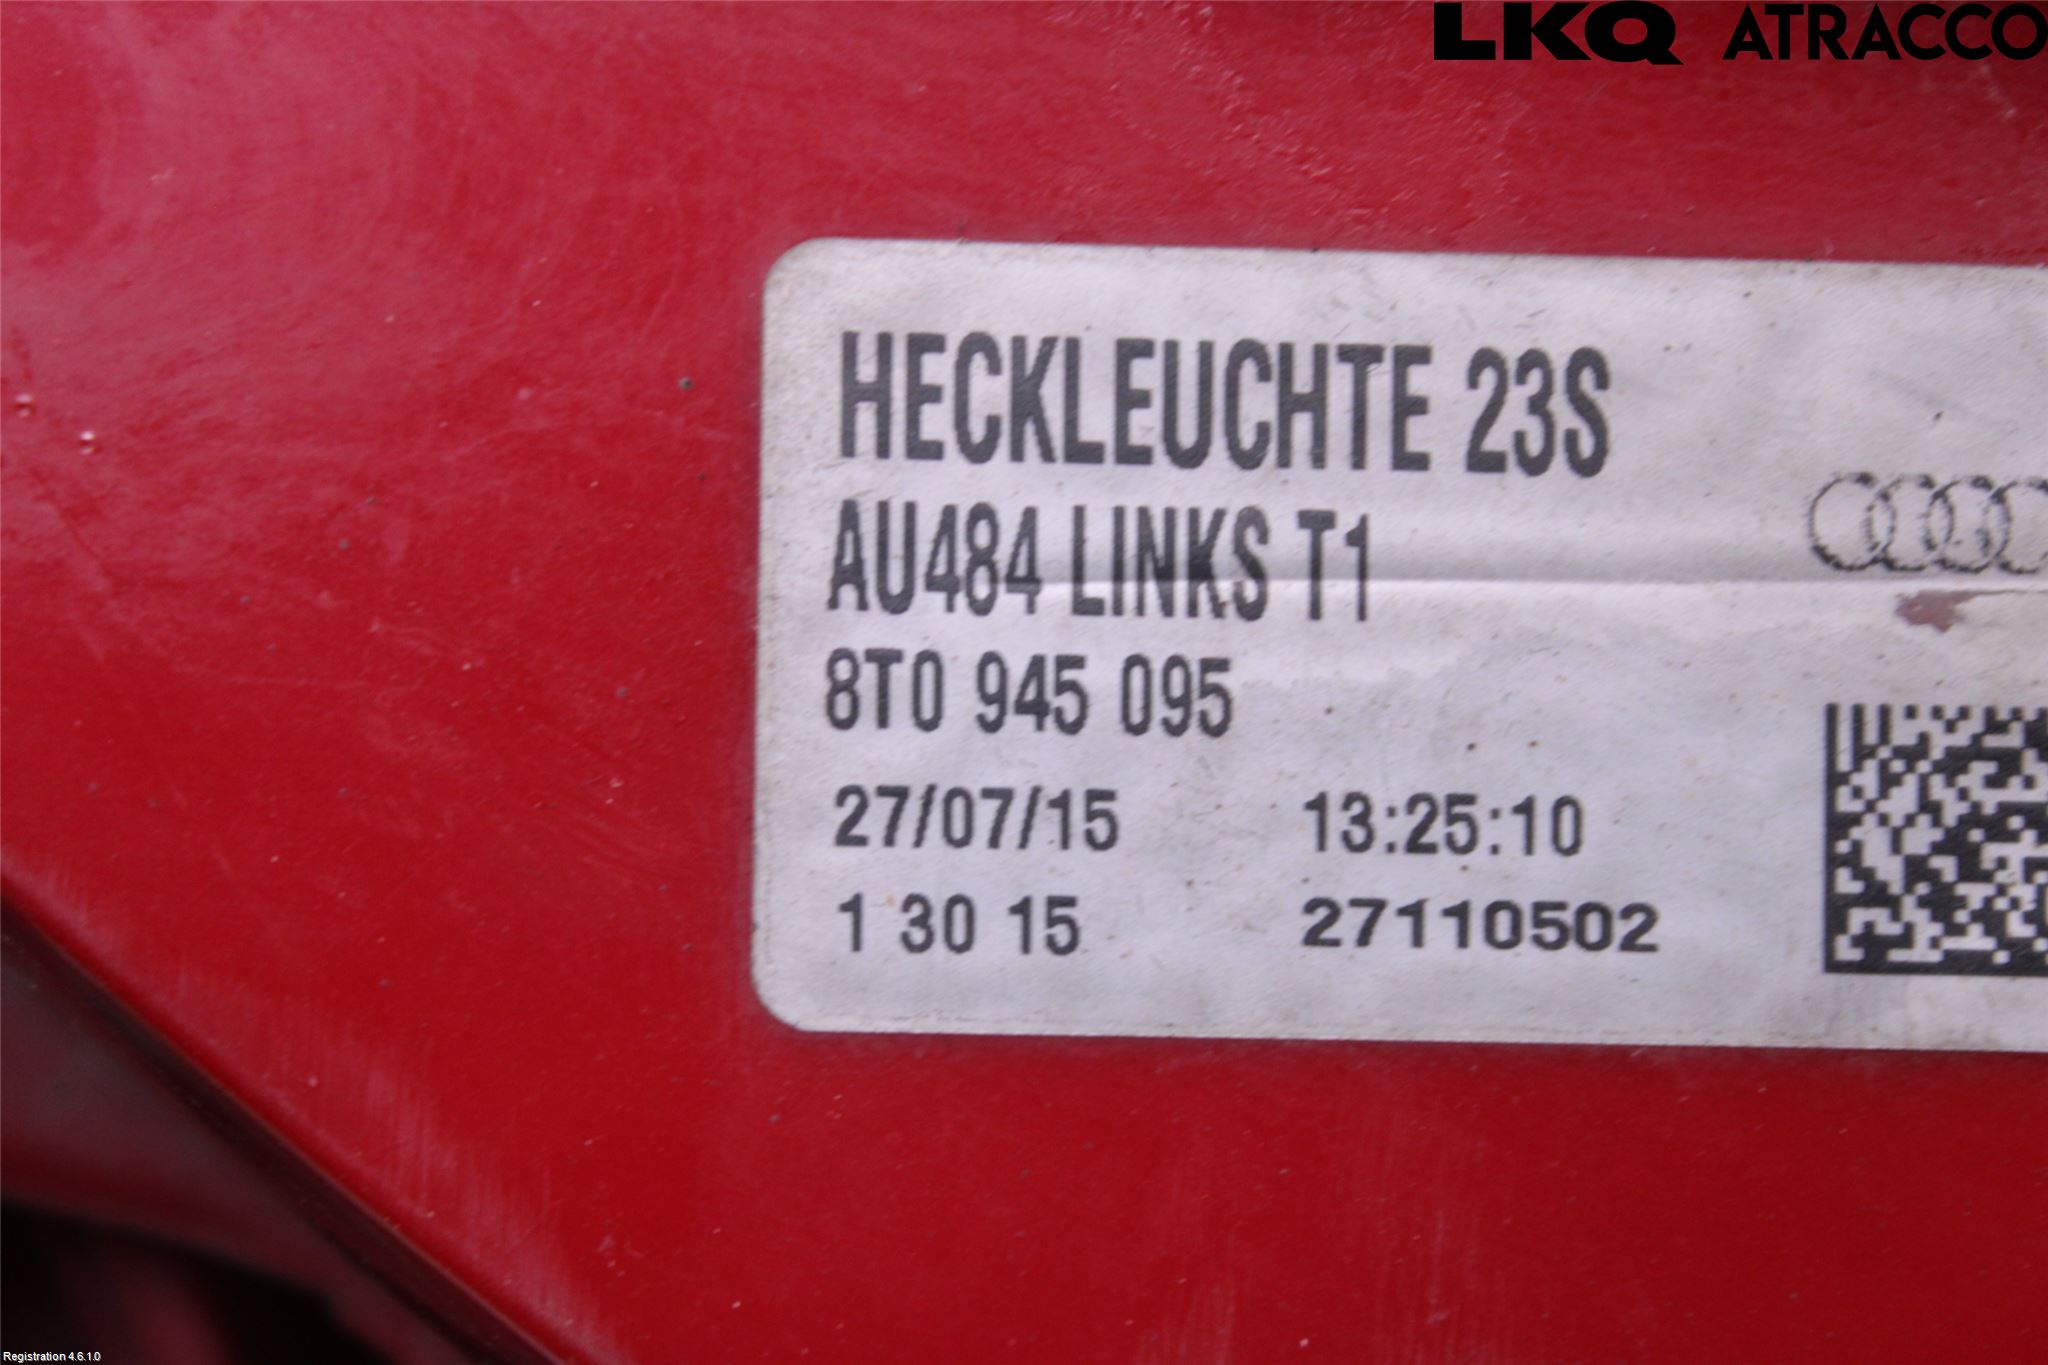 LKQ ATRACCO
HECKLEUCHTE 23S
AU484 LINKS T1
8T0 945 095
27/07/15 13:25:10
1 30 15 27110502
Registration 4.6.1.0